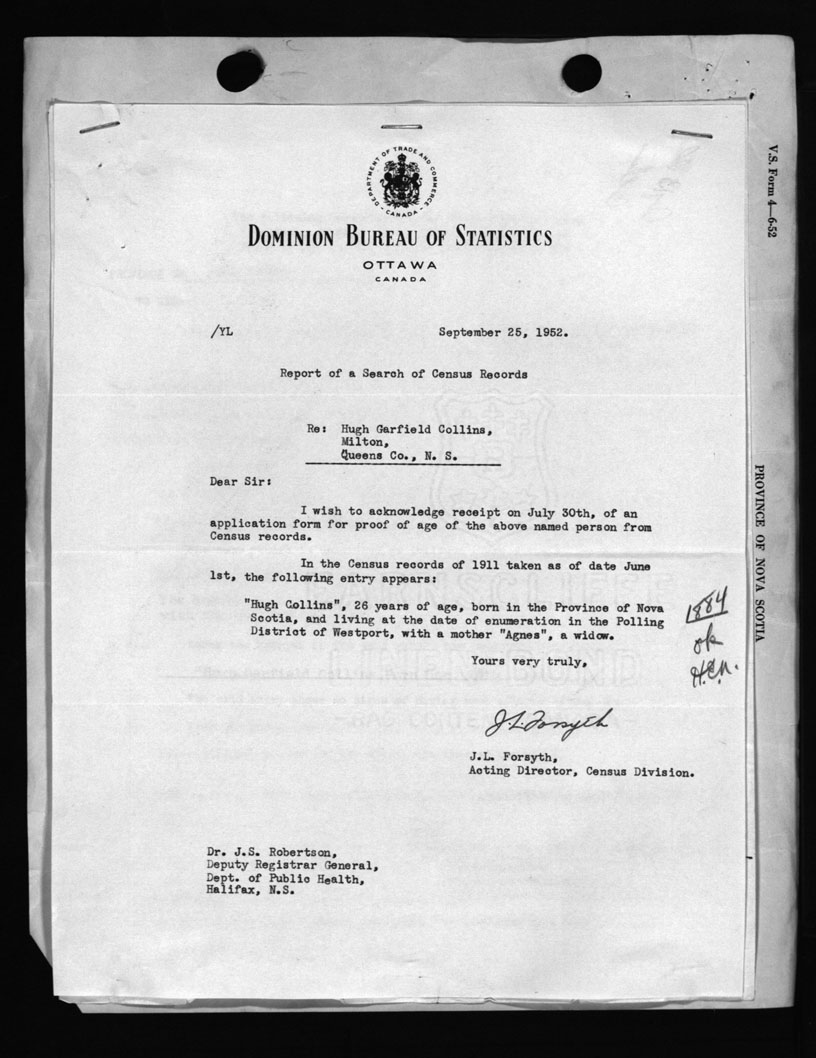 DEPARTMENT OF TRADE AND COMMERCE
- CANADA -
DOMINION BUREAU OF STATISTICS
OTTAWA
CANADA
/YL September 25, 1952.
Report of a Search of Census Records
Re: Hugh Garfield Collins,
Milton,
Queens Co., N. S.
Dear Sir:
I wish to acknowledge receipt on July 30th, of an
application form for proof of age of the above named person from
Census records.
In the Census records of 1911 taken as of date June
1st, the following entry appears:
"Hugh Collins", 26 years of age, born in the Province of Nova
Scotia, and living at the date of enumeration in the Polling
District of Westport, with a mother "Agnes", a widow.
1884
ok
Yours very truly,
J.L. Forsyth
J.L. Forsyth,
Acting Director, Census Division.
Dr. J.S. Robertson,
Deputy Registrar General,
Dept. of Public Health,
Halifax, N.S.
V.S. Form 4—6-52
PROVINCE OF NOVA SCOTIA